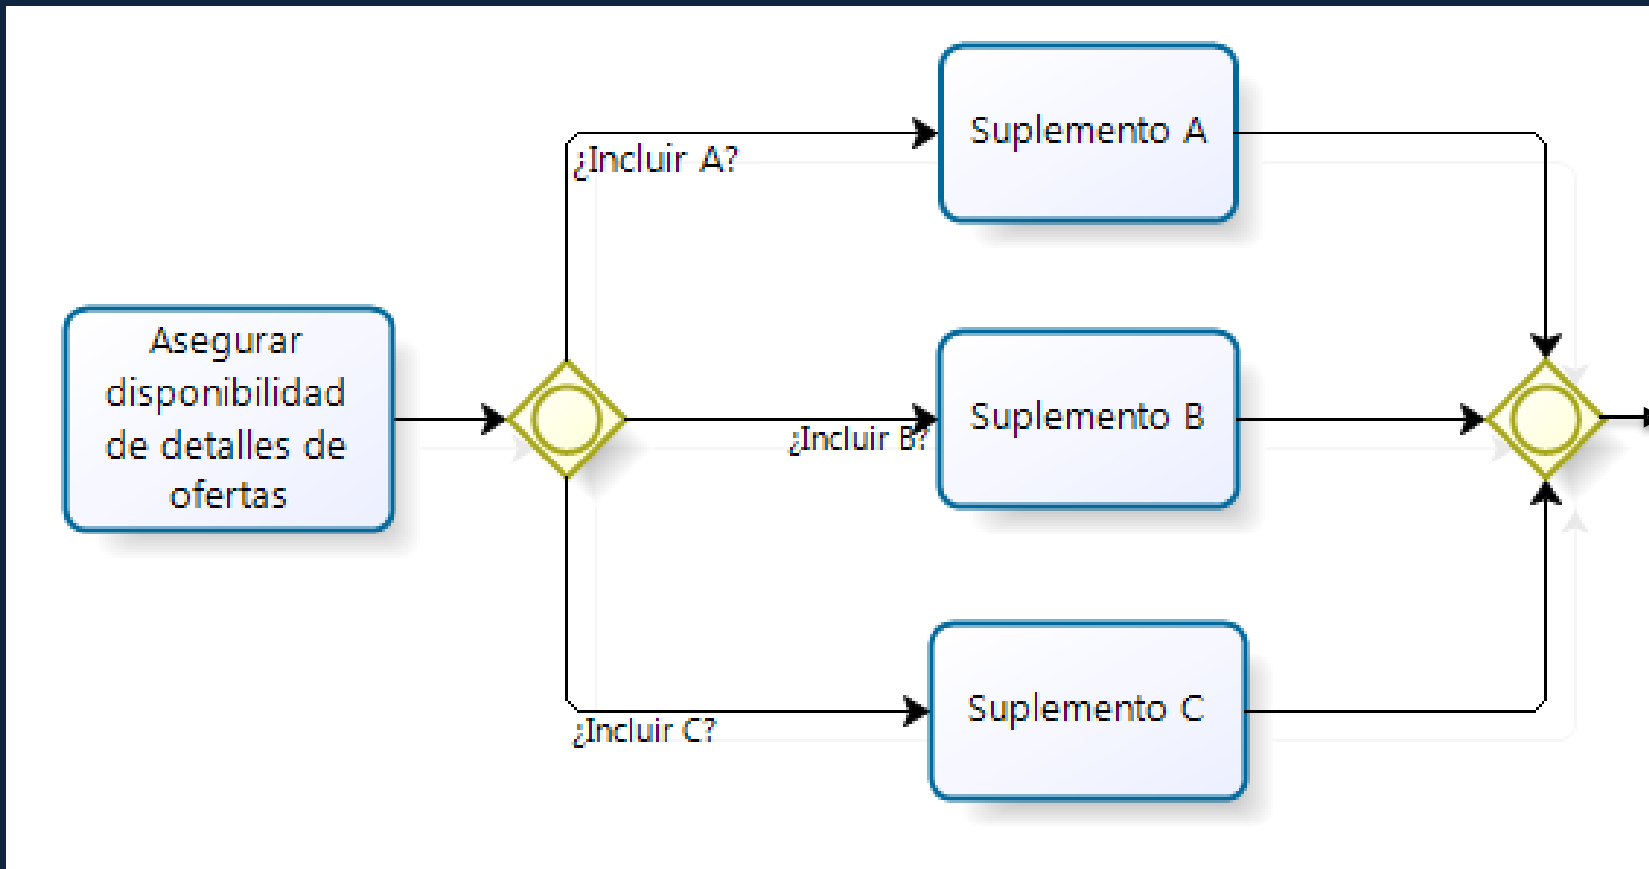 ¿Incluir A?
Suplemento A
Asegurar
disponibilidad
de detalles de
ofertas
¿Incluir B?
Suplemento B
¿Incluir C?
Suplemento C